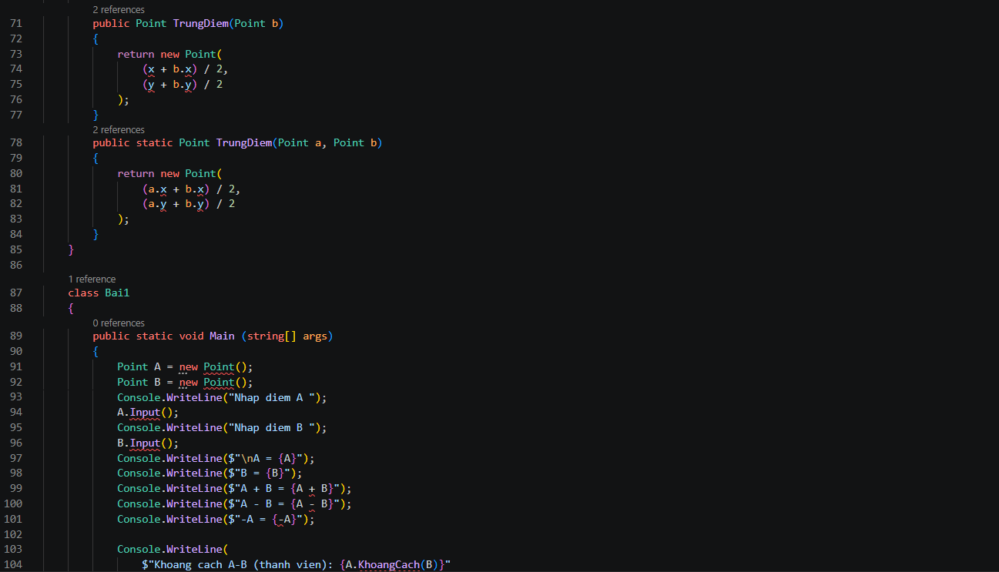 2 references
71 public Point TrungDiem(Point b)
72 {
73 return new Point(
74 (x + b.x) / 2,
75 (y + b.y) / 2
76 );
77 }
2 references
78 public static Point TrungDiem(Point a, Point b)
79 {
80 return new Point(
81 (a.x + b.x) / 2,
82 (a.y + b.y) / 2
83 );
84 }
85 }
86
1 reference
87 class Bai1
88 {
0 references
89 public static void Main (string[] args)
90 {
91 Point A = new Point();
92 Point B = new Point();
93 Console.WriteLine("Nhap diem A ");
94 A.Input();
95 Console.WriteLine("Nhap diem B ");
96 B.Input();
97 Console.WriteLine($"\nA = {A}");
98 Console.WriteLine($"B = {B}");
99 Console.WriteLine($"A + B = {A + B}");
100 Console.WriteLine($"A - B = {A - B}");
101 Console.WriteLine($"-A = {-A}");
102
103 Console.WriteLine(
104 $"Khoang cach A-B (thanh vien): {A.KhoangCach(B)}"